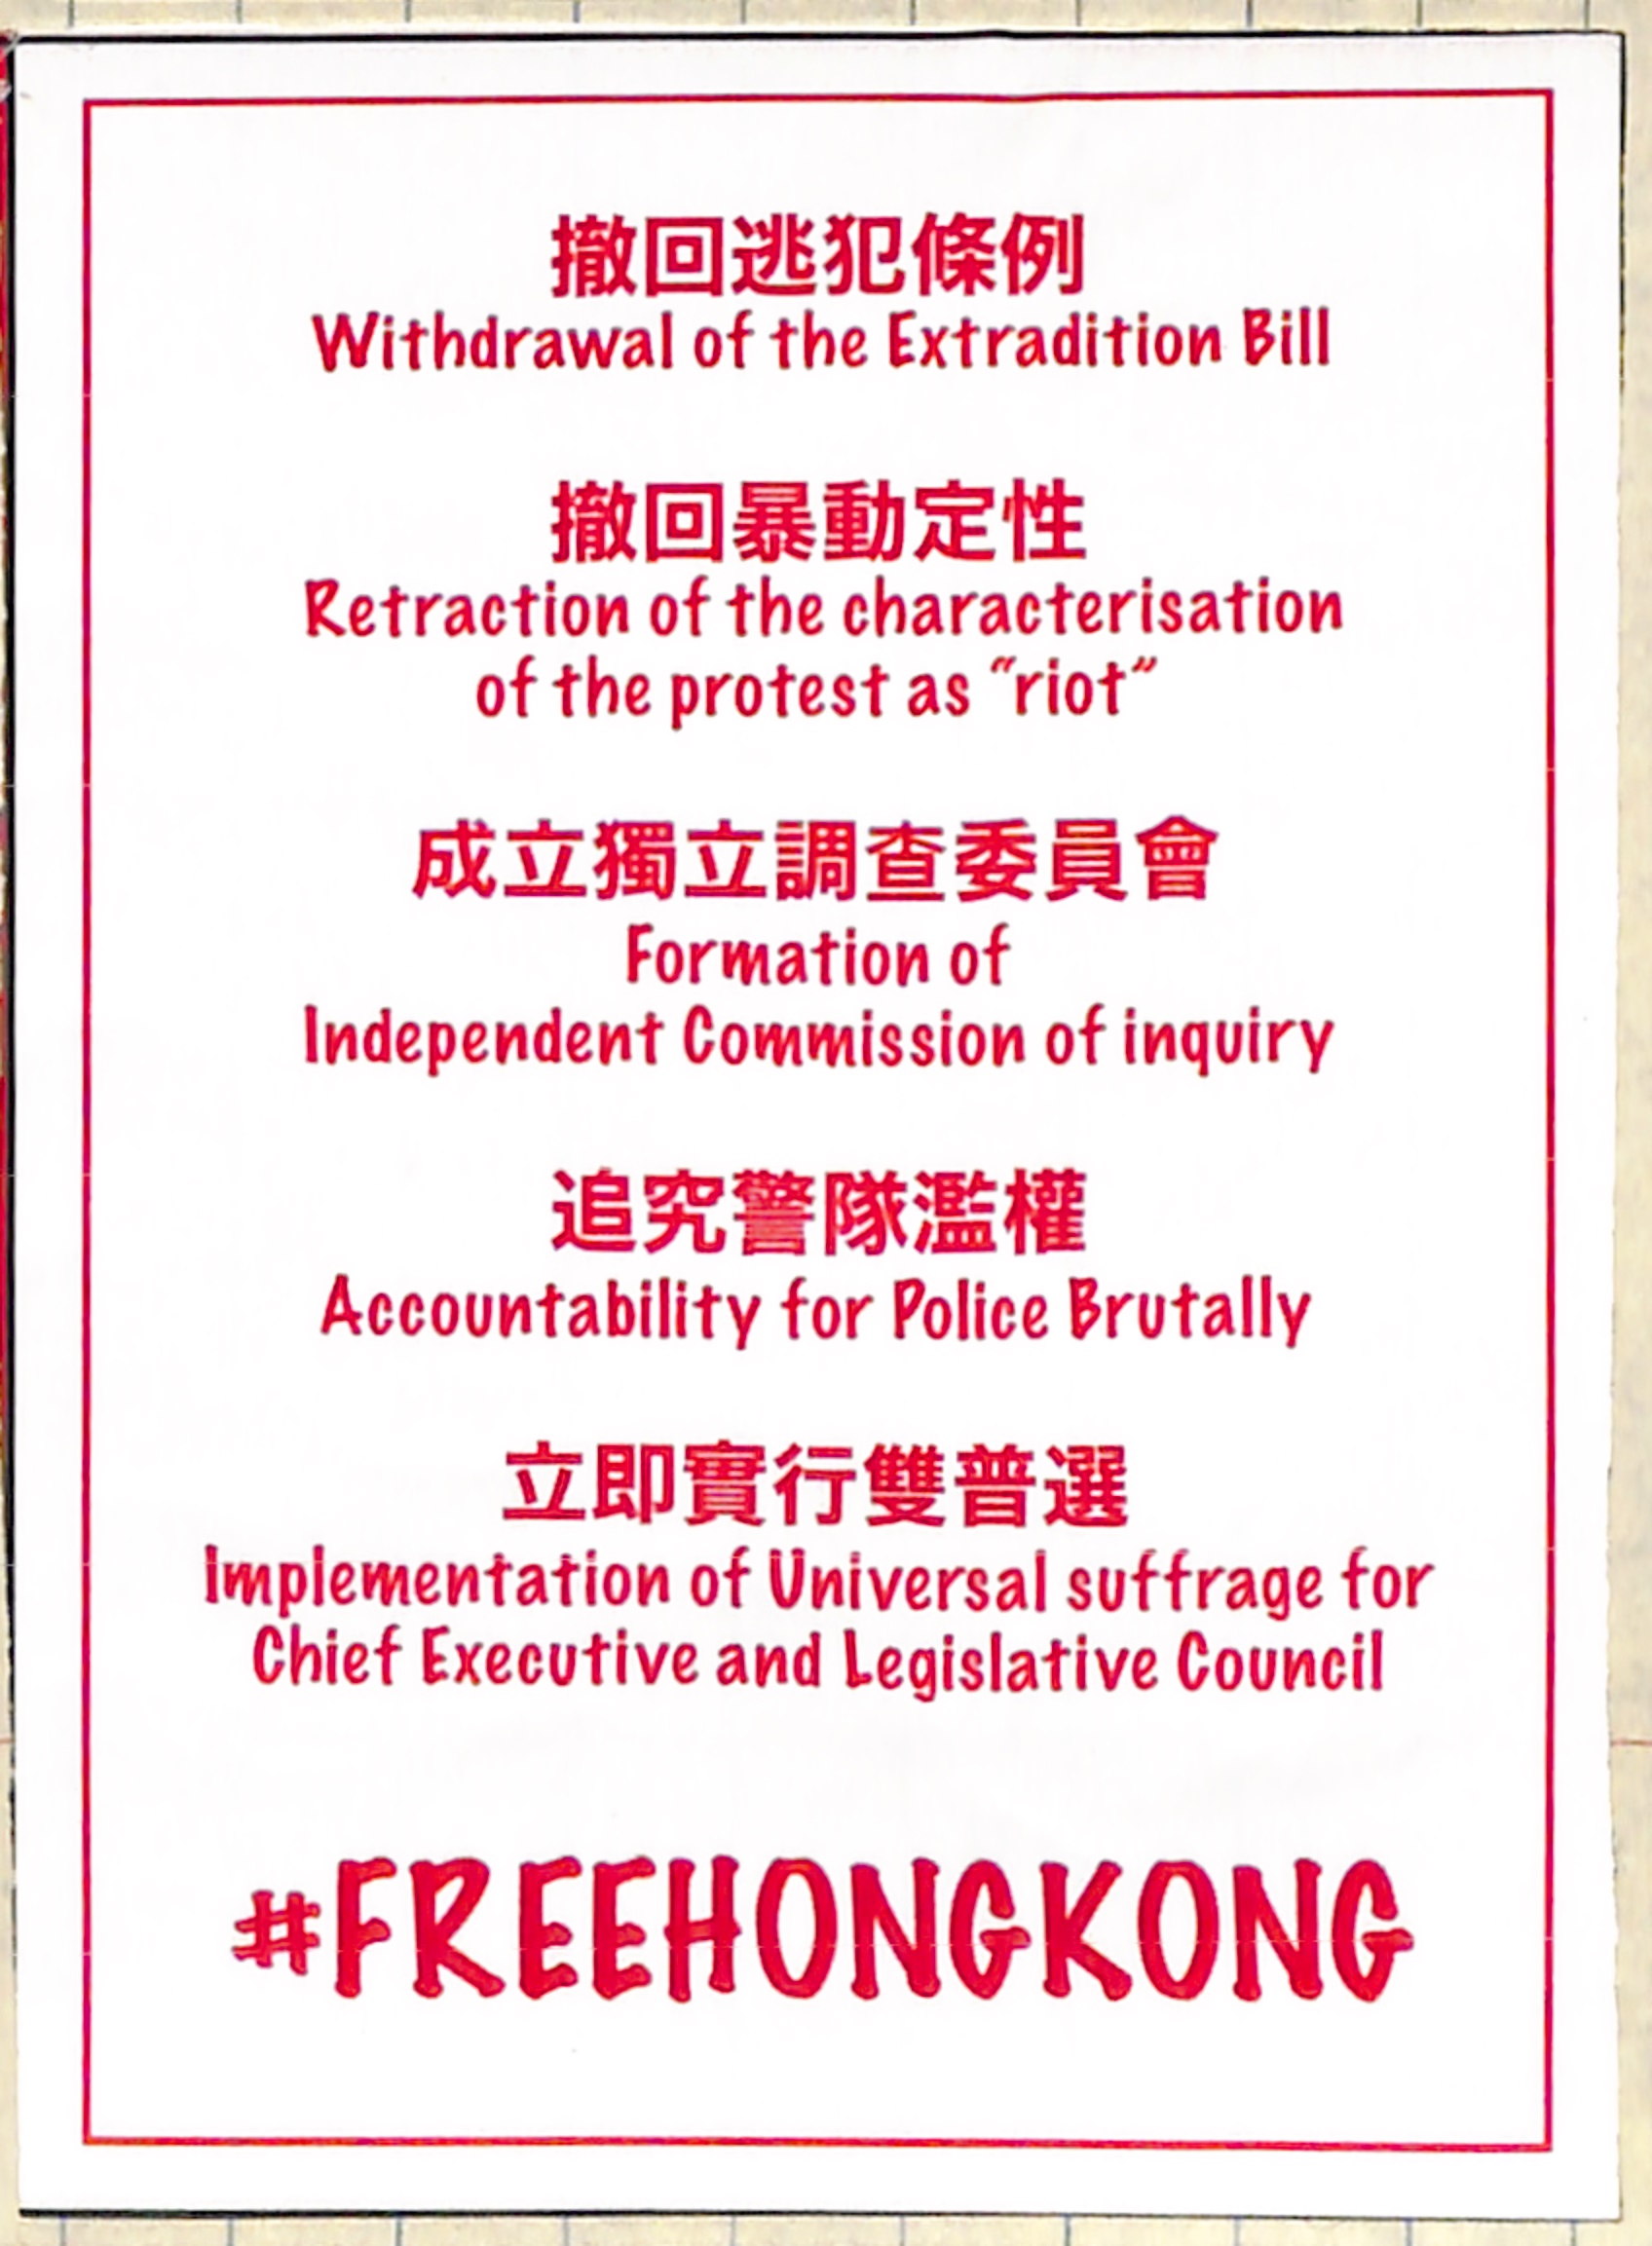 撤回逃犯條例
Withdrawal of the Extradition Bill
撤回暴動定性
Retraction of the characterisation
of the protest as “riot”
成立獨立調查委員會
Formation of
Independent Commission of inquiry
追究警隊濫權
Accountability for Police Brutally
立即實行雙普選
Implementation of Universal suffrage for
Chief Executive and Legislative Council
#FREEHONGKONG